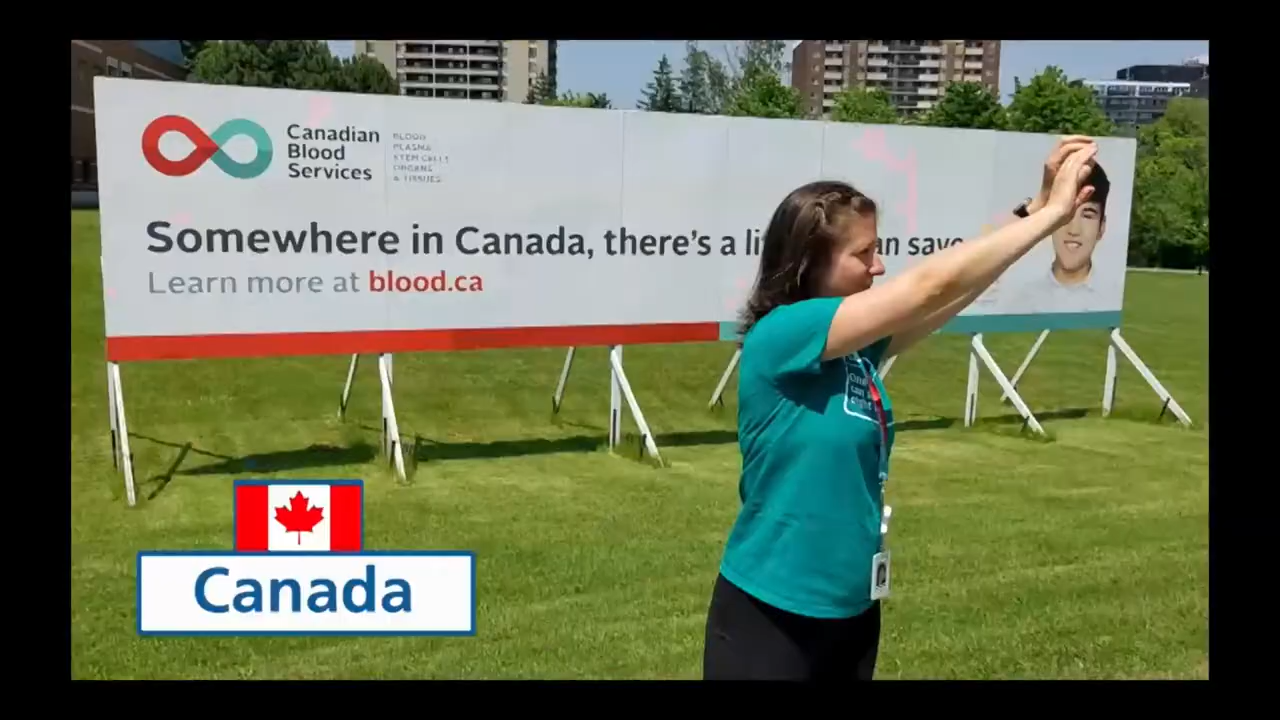 Canadian
Blood
Services
BLOOD
PLASMA
STEM CELLS
ORGANS
& TISSUES
Somewhere in Canada, there's a li an save
Learn more at blood.ca
Canada